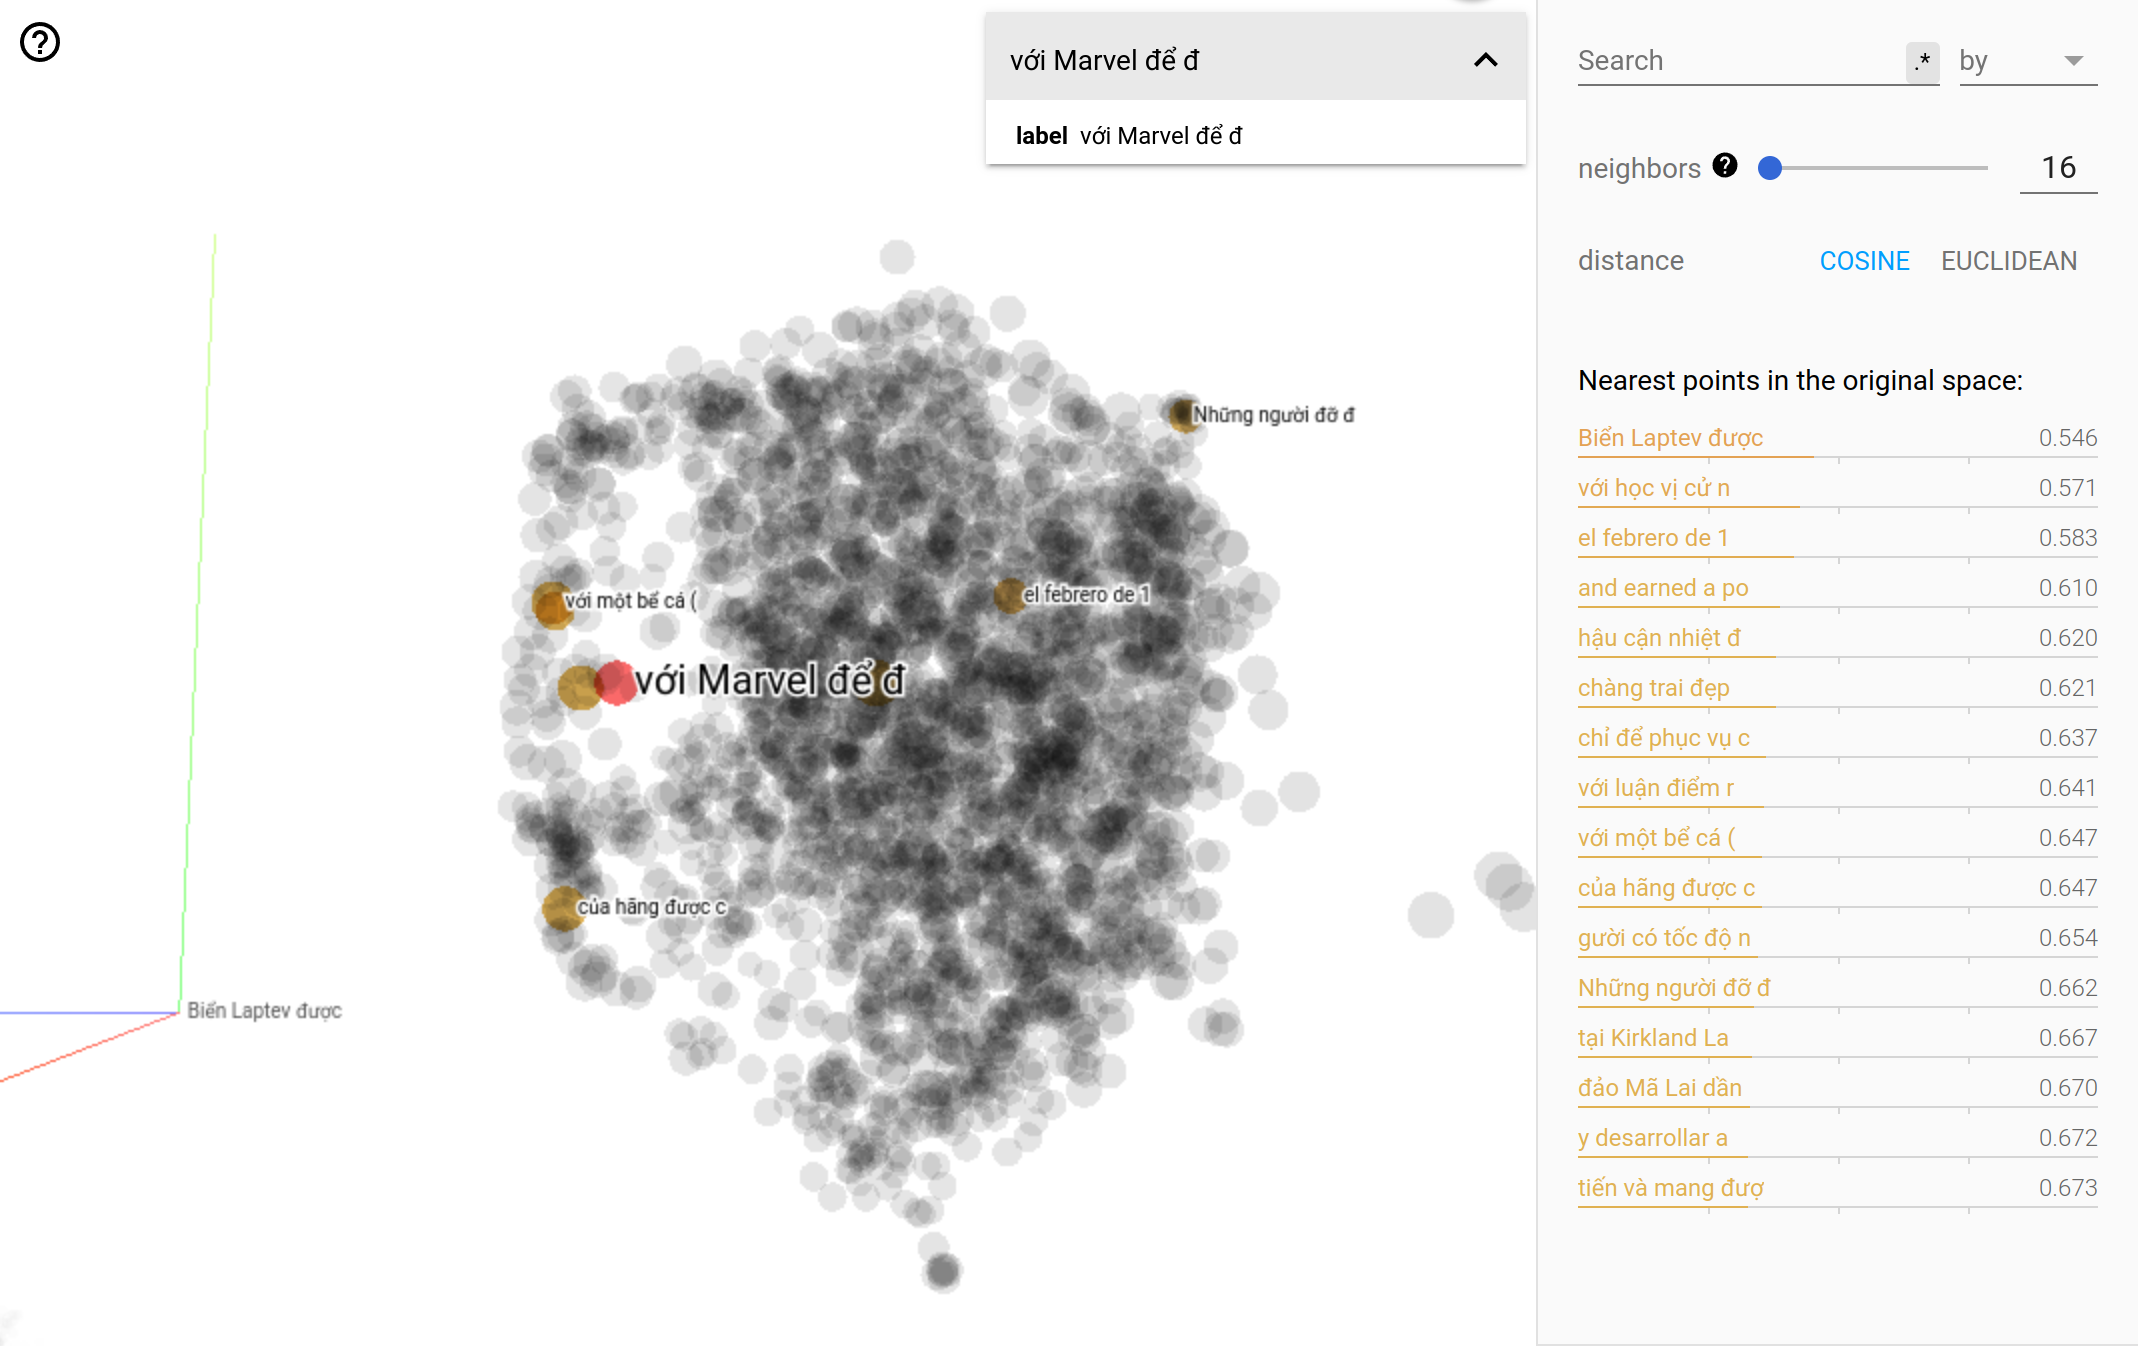 với Marvel để đ
label với Marvel để đ
Những người đỡ đ
với một bể cá (
el febrero de 1
với Marvel để đ
của hãng được c
Biển Laptev được
Search .* by
neighbors ? 16
distance COSINE EUCLIDEAN
Nearest points in the original space:
Biển Laptev được 0.546
với học vị cử n 0.571
el febrero de 1 0.583
and earned a po 0.610
hậu cận nhiệt đ 0.620
chàng trai đẹp 0.621
chỉ để phục vụ c 0.637
với luận điểm r 0.641
với một bể cá ( 0.647
của hãng được c 0.647
gười có tốc độ n 0.654
Những người đỡ đ 0.662
tại Kirkland La 0.667
đảo Mã Lai dần 0.670
y desarrollar a 0.672
tiến và mang đượ 0.673